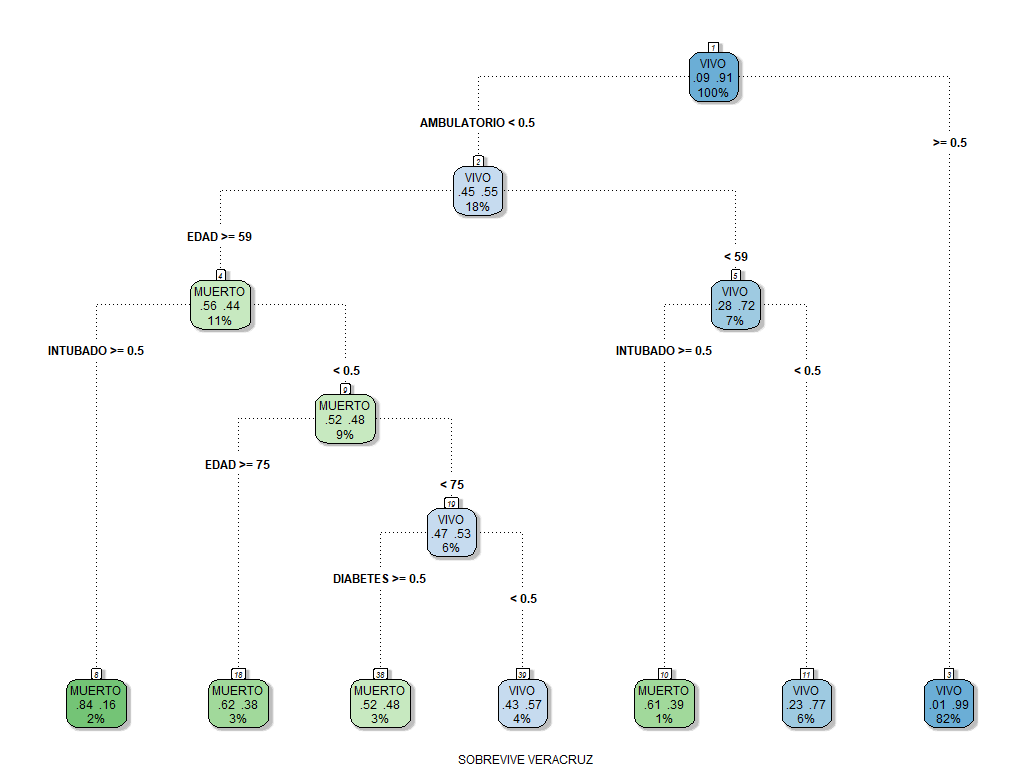 1
VIVO
.09 .91
100%
AMBULATORIO < 0.5
>= 0.5
2
VIVO
.45 .55
18%
EDAD >= 59
< 59
4
MUERTO
.56 .44
11%
5
VIVO
.28 .72
7%
INTUBADO >= 0.5
< 0.5
INTUBADO >= 0.5
< 0.5
9
MUERTO
.52 .48
9%
EDAD >= 75
< 75
19
VIVO
.47 .53
6%
DIABETES >= 0.5
< 0.5
8
MUERTO
.84 .16
2%
18
MUERTO
.62 .38
3%
38
MUERTO
.52 .48
3%
39
VIVO
.43 .57
4%
10
MUERTO
.61 .39
1%
11
VIVO
.23 .77
6%
3
VIVO
.01 .99
82%
SOBREVIVE VERACRUZ